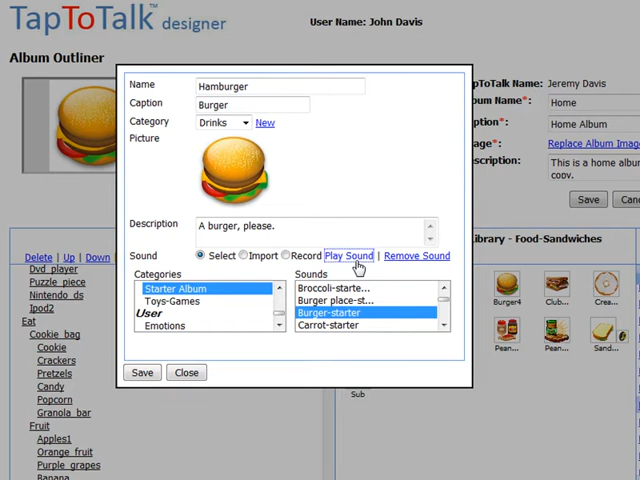 TapToTalk™ designer
User Name: John Davis
Album Outliner
Name Hamburger
Caption Burger
Category Drinks New
Picture
Description A burger, please.
Sound Select Import Record Play Sound | Remove Sound
Categories
Starter Album
Toys-Games
User
Emotions
Sounds
Broccoli-starte...
Burger place-st...
Burger-starter
Carrot-starter
Save Close
pToTalk Name: Jeremy Davis
bum Name*: Home
ption*: Home Album
age*: Replace Album Imag
escription: This is a home albu
copy.
Save Canc
Delete | Up | Down
Dvd_player
Puzzle_piece
Nintendo_ds
Ipod2
Eat
Cookie_bag
Cookie
Crackers
Pretzels
Candy
Popcorn
Granola_bar
Fruit
Apples1
Orange_fruit
Purple_grapes
Banana
Library - Food-Sandwiches
Burger4 Club... Crea...
Pean... Pean... Sand...
Sub